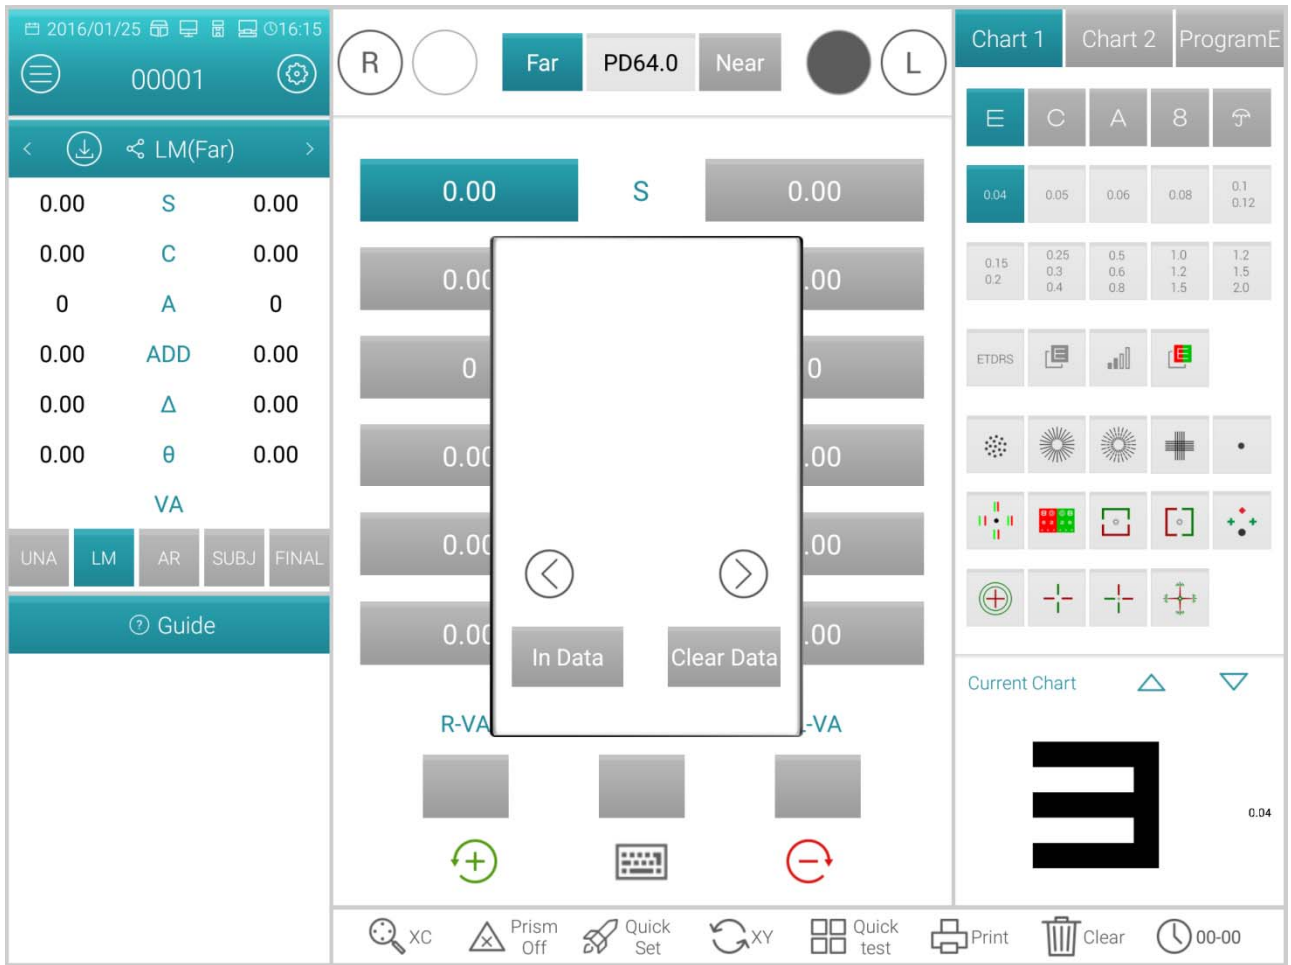 2016/01/25 16:15
00001
LM(Far)
0.00 S 0.00
0.00 C 0.00
0 A 0
0.00 ADD 0.00
0.00 Δ 0.00
0.00 θ 0.00
VA
UNA LM AR SUBJ FINAL
Guide
R Far PD64.0 Near L
0.00 S 0.00
0.00 .00
0 0
0.00 .00
0.00 .00
0.00 .00
In Data Clear Data
R-VA -VA
Chart 1 Chart 2 ProgramE
E C A 8
0.04 0.05 0.06 0.08 0.1
0.12
0.15
0.2
0.25
0.3
0.4
0.5
0.6
0.8
1.0
1.2
1.5
1.2
1.5
2.0
ETDRS
Current Chart
0.04
XC
Prism
Off
Quick
Set
XY
Quick
test
Print
Clear
00-00